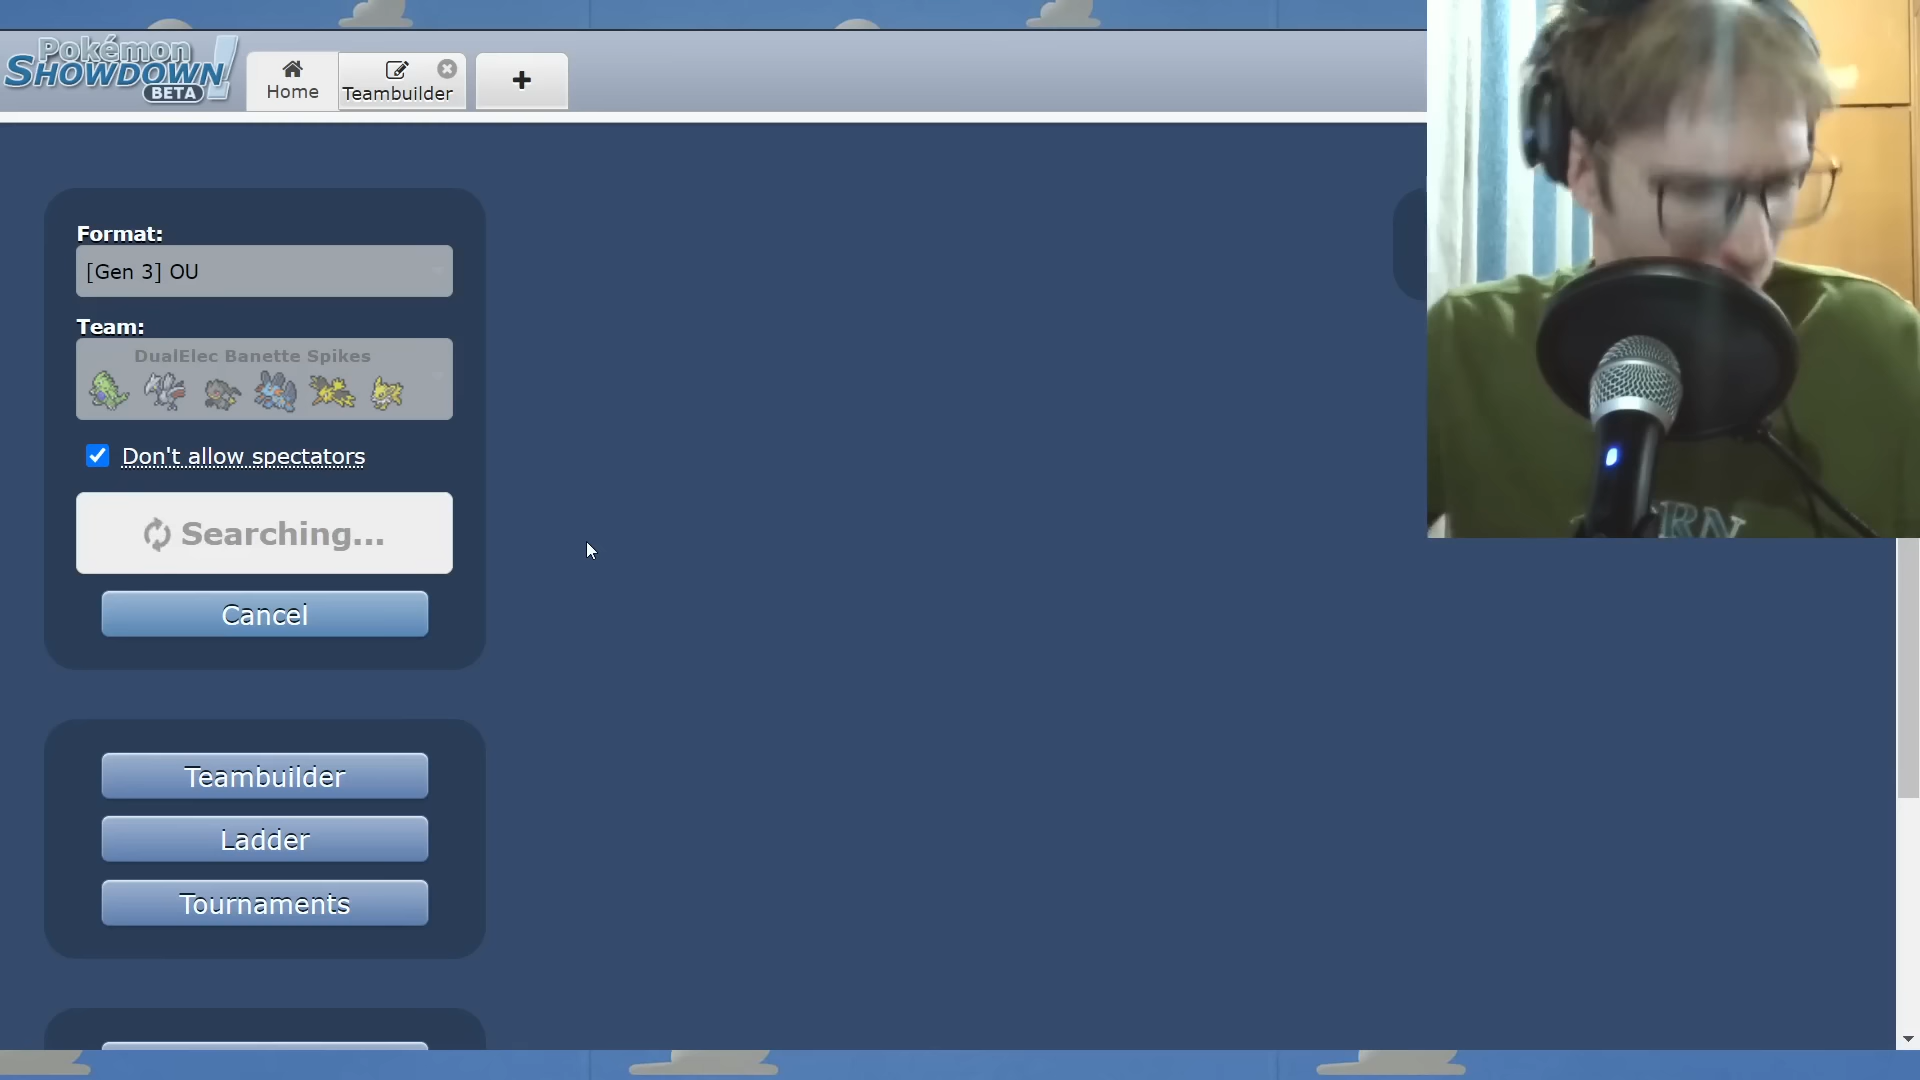 Pokémon
SHOWDOWN!
BETA
Home
Teambuilder
Format:
[Gen 3] OU
Team:
DualElec Banette Spikes
Don't allow spectators
Searching...
Cancel
Teambuilder
Ladder
Tournaments